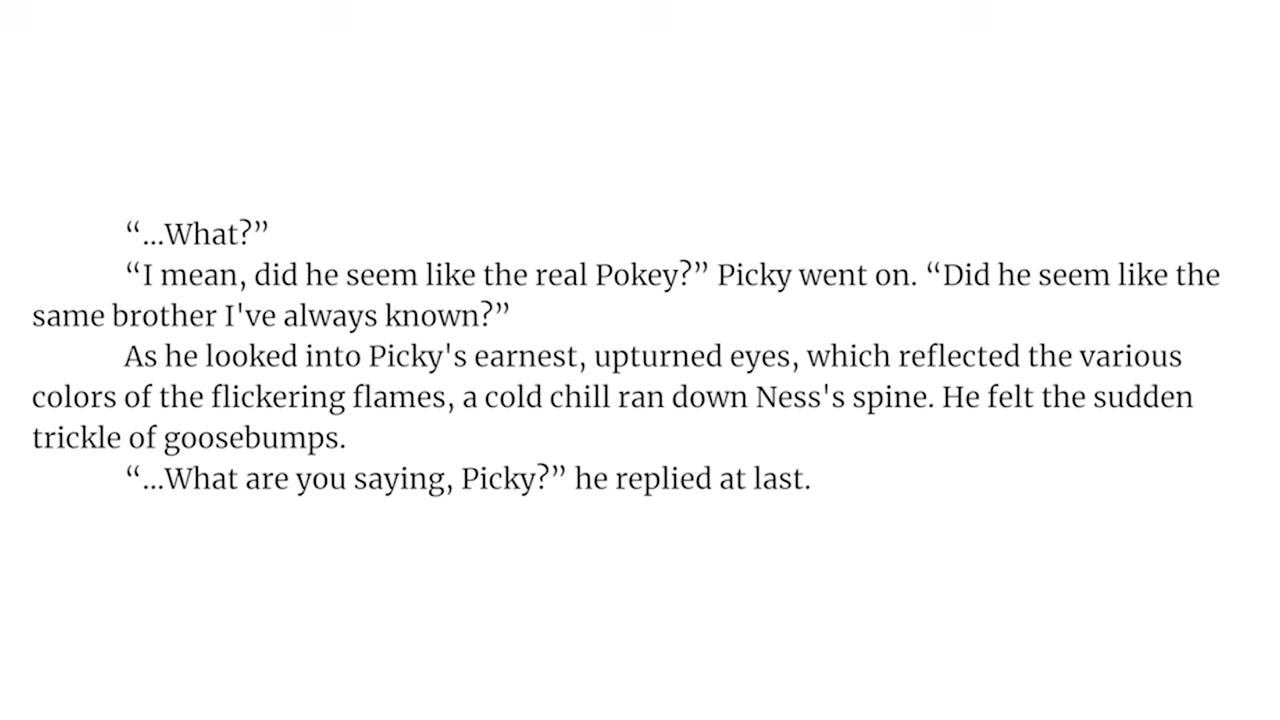 “...What?”
“I mean, did he seem like the real Pokey?” Picky went on. “Did he seem like the
same brother I've always known?”
As he looked into Picky's earnest, upturned eyes, which reflected the various
colors of the flickering flames, a cold chill ran down Ness's spine. He felt the sudden
trickle of goosebumps.
“...What are you saying, Picky?” he replied at last.